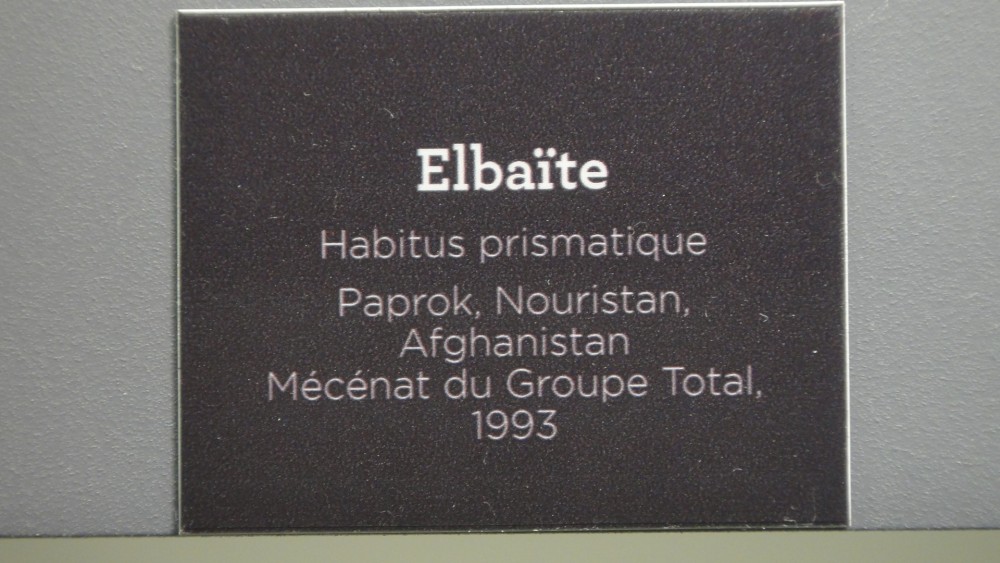 Elbaïte
Habitus prismatique
Paprok, Nouristan,
Afghanistan
Mécénat du Groupe Total,
1993